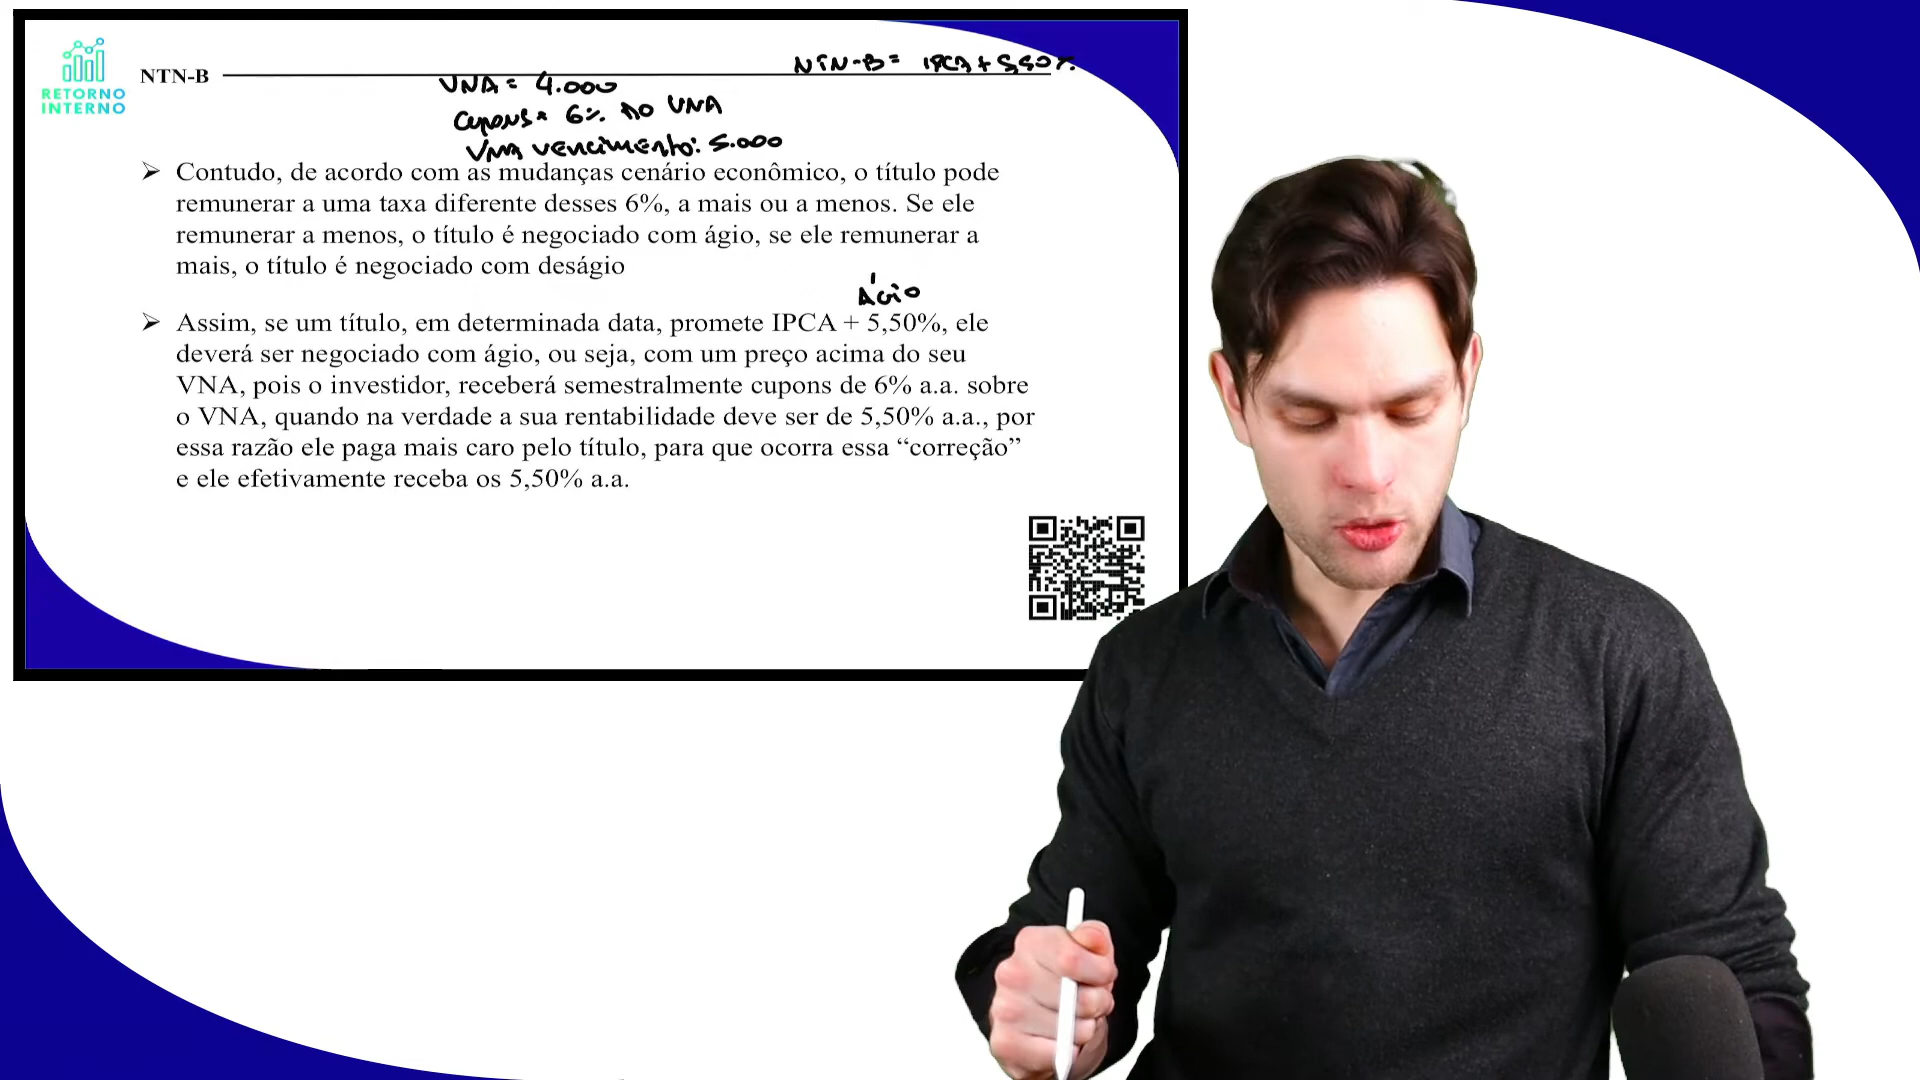 RETORNO
INTERNO
NTN-B
NTN-B = IPCA + 5,50%
VNA = 4.000
Cupons = 6% do VNA
VNA vencimento: 5.000
➢ Contudo, de acordo com as mudanças cenário econômico, o título pode
remunerar a uma taxa diferente desses 6%, a mais ou a menos. Se ele
remunerar a menos, o título é negociado com ágio, se ele remunerar a
mais, o título é negociado com deságio
ÁGIO
➢ Assim, se um título, em determinada data, promete IPCA + 5,50%, ele
deverá ser negociado com ágio, ou seja, com um preço acima do seu
VNA, pois o investidor, receberá semestralmente cupons de 6% a.a. sobre
o VNA, quando na verdade a sua rentabilidade deve ser de 5,50% a.a., por
essa razão ele paga mais caro pelo título, para que ocorra essa “correção”
e ele efetivamente receba os 5,50% a.a.